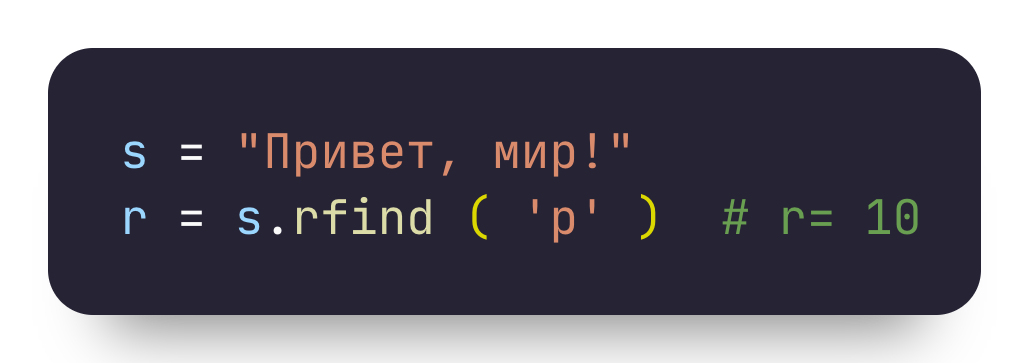 s = "Привет, мир!"
r = s.rfind ( 'р' )  # r= 10